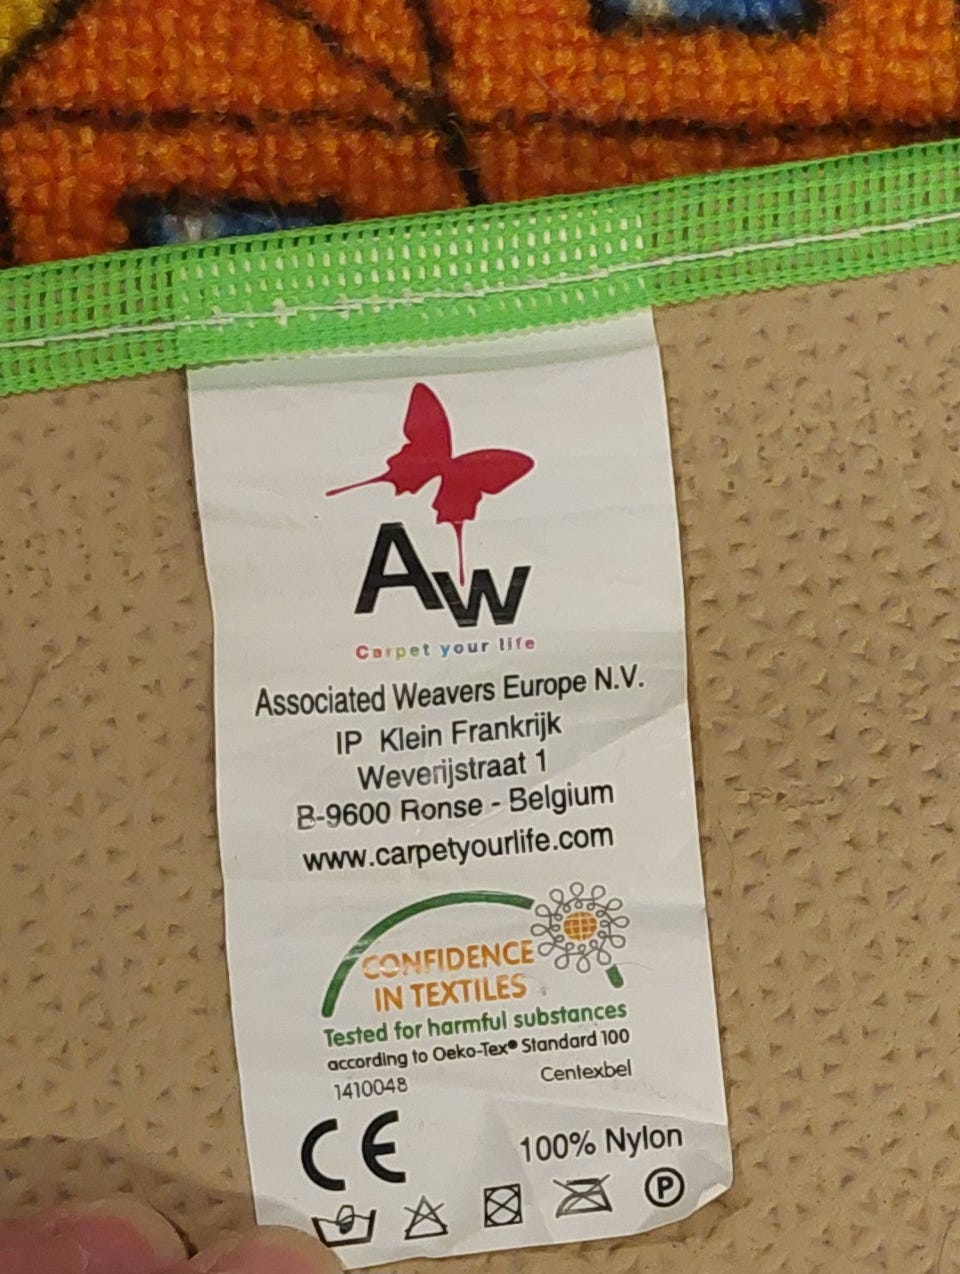 AW
Carpet your life
Associated Weavers Europe N.V.
IP Klein Frankrijk
Weverijstraat 1
B-9600 Ronse - Belgium
www.carpetyourlife.com
CONFIDENCE
IN TEXTILES
Tested for harmful substances
according to Oeko-Tex® Standard 100
1410048 Centexbel
CE 100% Nylon
P